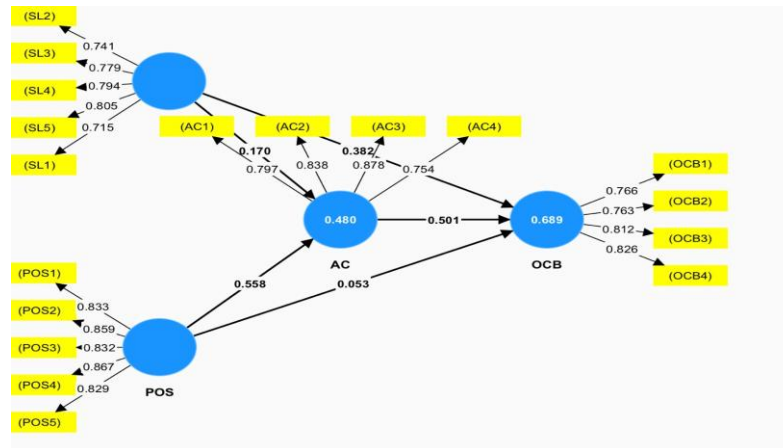 (SL2)
(SL3)
(SL4)
(SL5)
(SL1)
0.741
0.779
0.794
0.805
0.715
(AC1)
(AC2)
(AC3)
(AC4)
0.170
0.382
0.797
0.838
0.878
0.754
0.480
AC
0.501
0.689
OCB
0.766
0.763
0.812
0.826
(OCB1)
(OCB2)
(OCB3)
(OCB4)
0.558
0.053
(POS1)
(POS2)
(POS3)
(POS4)
(POS5)
0.833
0.859
0.832
0.867
0.829
POS